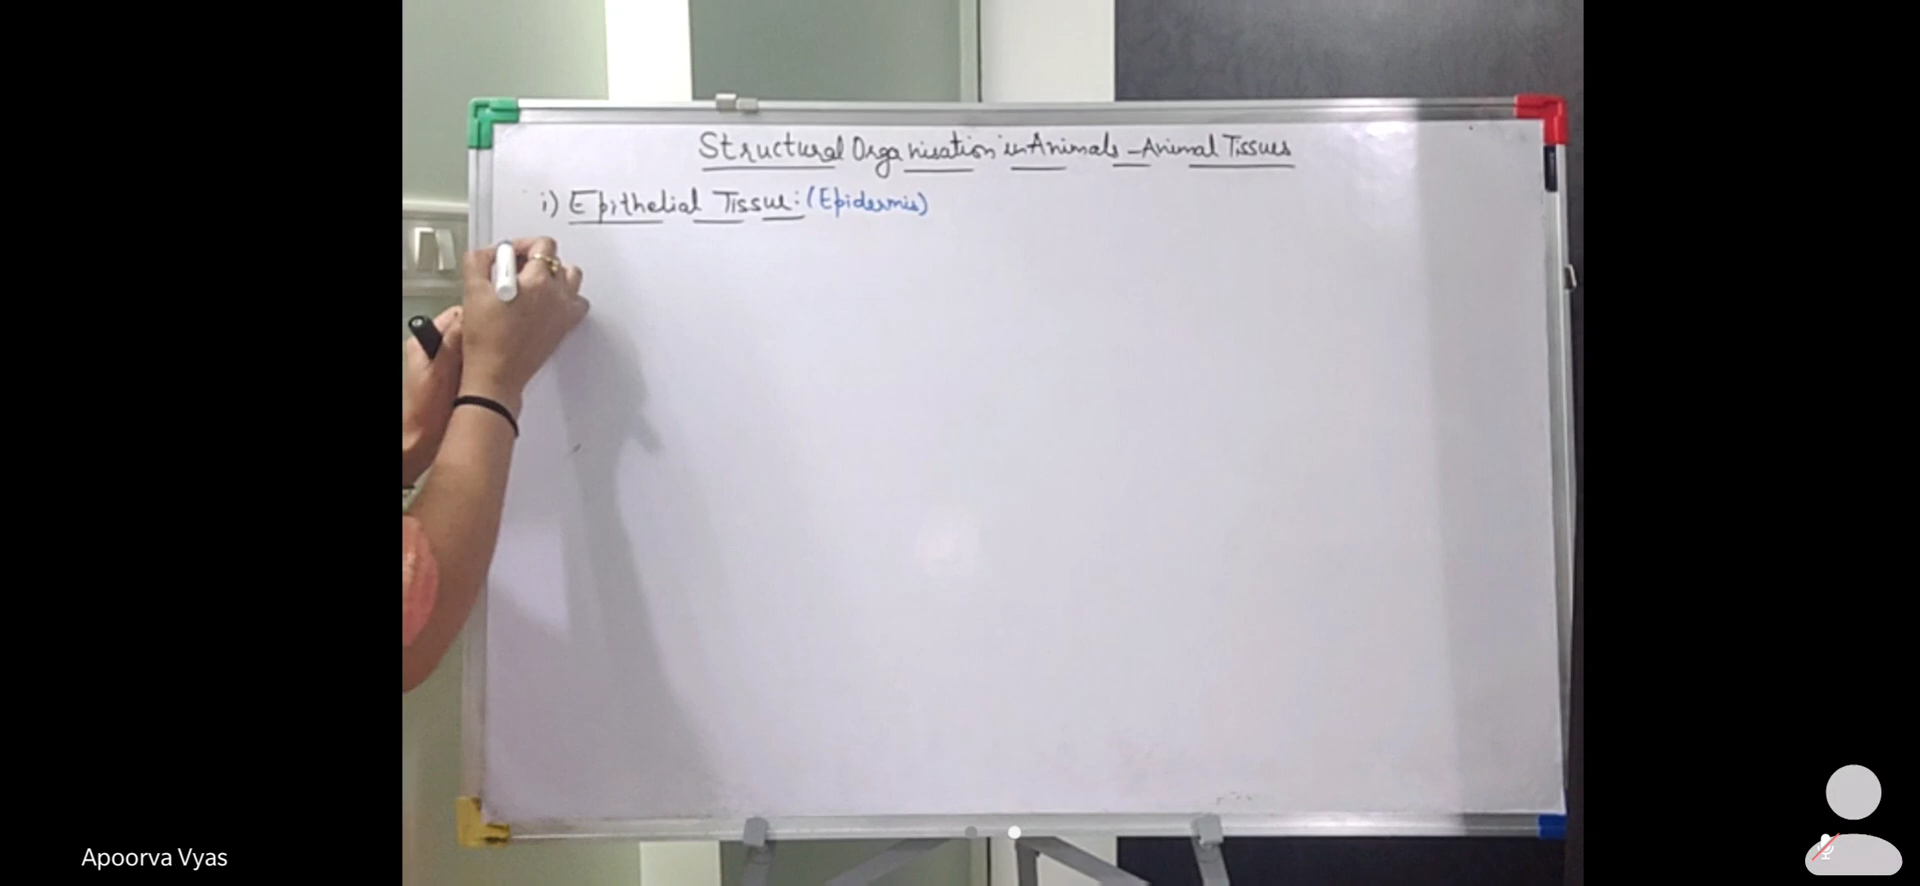 Structural Organisation in Animals - Animal Tissues
i) Epithelial Tissue: (Epidermis)
Apoorva Vyas